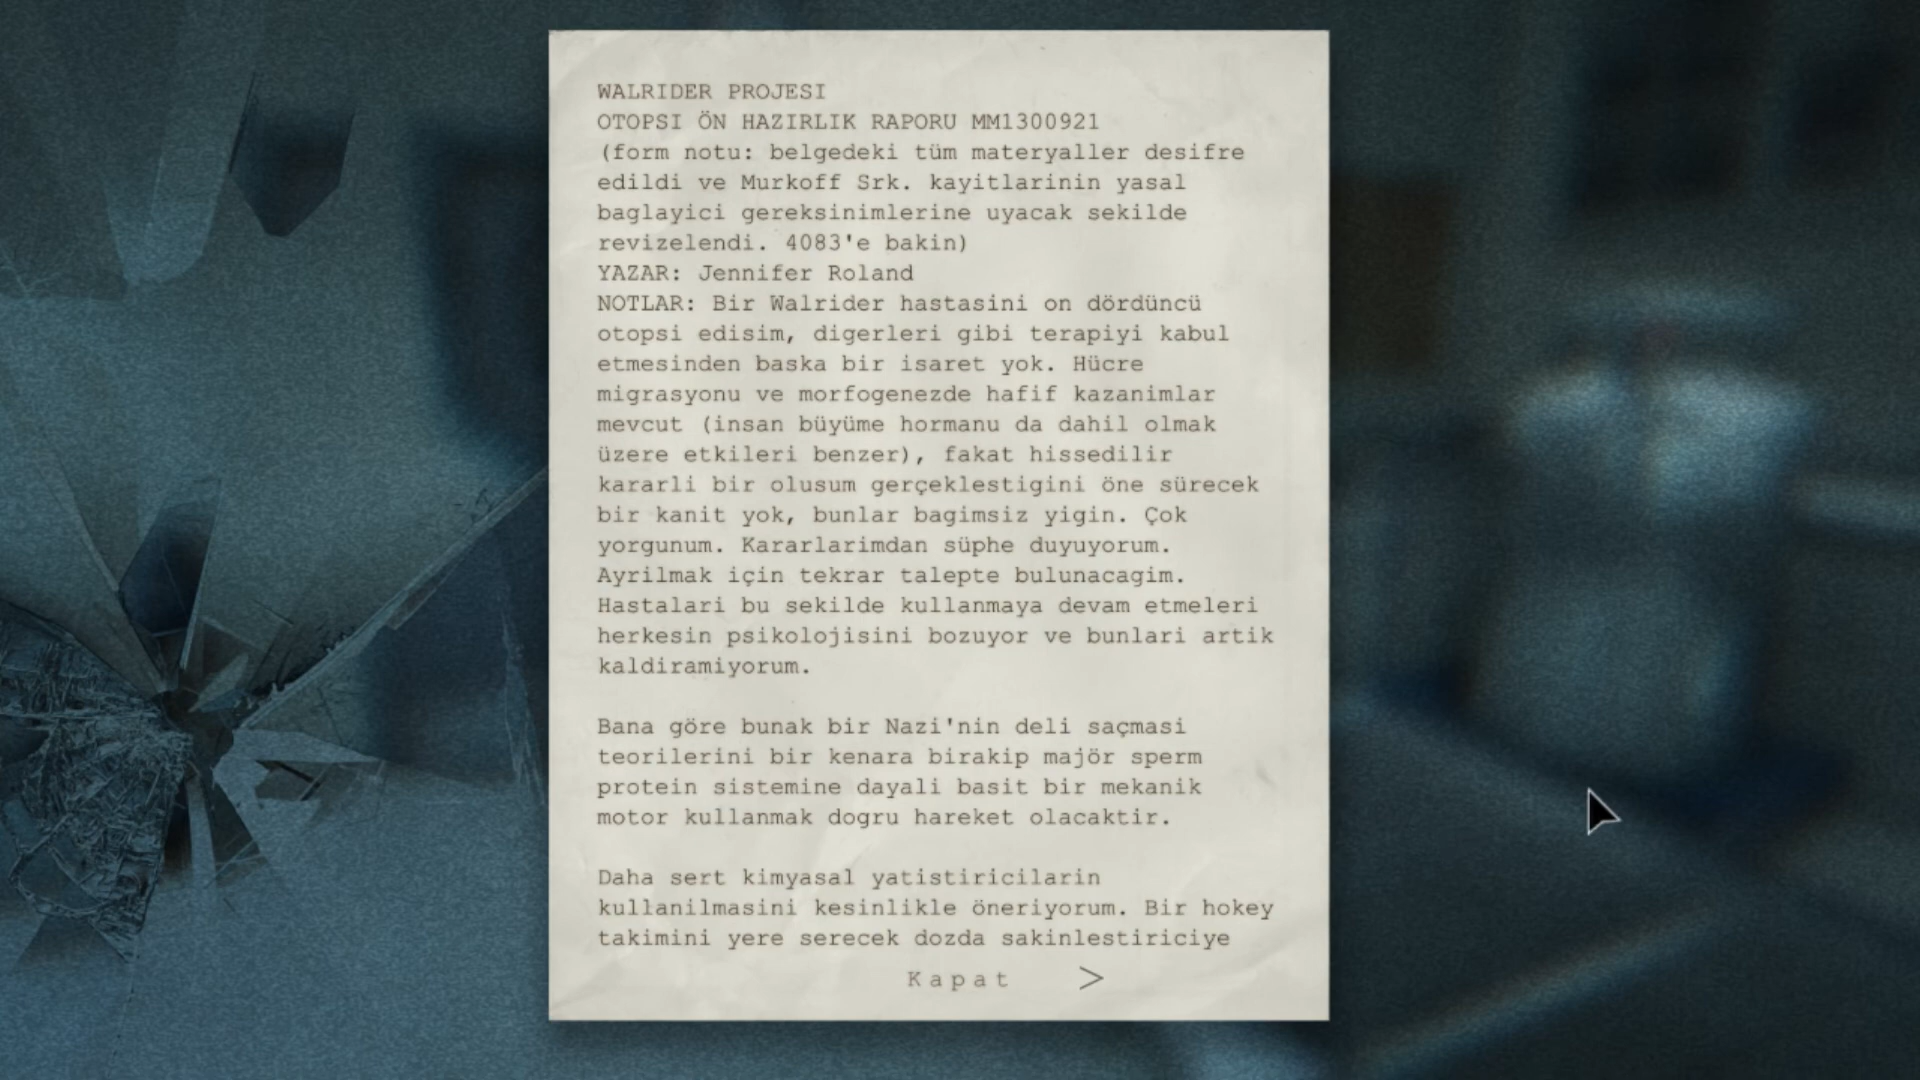 WALRIDER PROJESI
OTOPSI ÖN HAZIRLIK RAPORU MM1300921
(form notu: belgedeki tüm materyaller desifre
edildi ve Murkoff Srk. kayitlarinin yasal
baglayici gereksinimlerine uyacak sekilde
revizelendi. 4083'e bakin)
YAZAR: Jennifer Roland
NOTLAR: Bir Walrider hastasini on dördüncü
otopsi edisim, digerleri gibi terapiyi kabul
etmesinden baska bir isaret yok. Hücre
migrasyonu ve morfogenezde hafif kazanimlar
mevcut (insan büyüme hormanu da dahil olmak
üzere etkileri benzer), fakat hissedilir
kararli bir olusum gerçeklestigini öne sürecek
bir kanit yok, bunlar bagimsiz yigin. Çok
yorgunum. Kararlarimdan süphe duyuyorum.
Ayrilmak için tekrar talepte bulunacagim.
Hastalari bu sekilde kullanmaya devam etmeleri
herkesin psikolojisini bozuyor ve bunlari artik
kaldiramiyorum.
Bana göre bunak bir Nazi'nin deli saçmasi
teorilerini bir kenara birakip majör sperm
protein sistemine dayali basit bir mekanik
motor kullanmak dogru hareket olacaktir.
Daha sert kimyasal yatistiricilarin
kullanilmasini kesinlikle öneriyorum. Bir hokey
takimini yere serecek dozda sakinlestiriciye
Kapat >